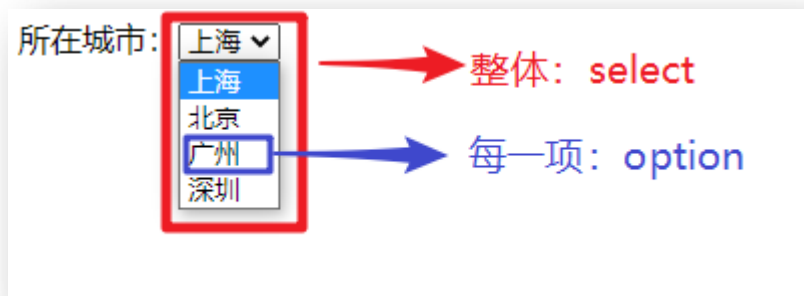 所在城市： 上海
上海
北京
广州
深圳
整体：select
每一项：option